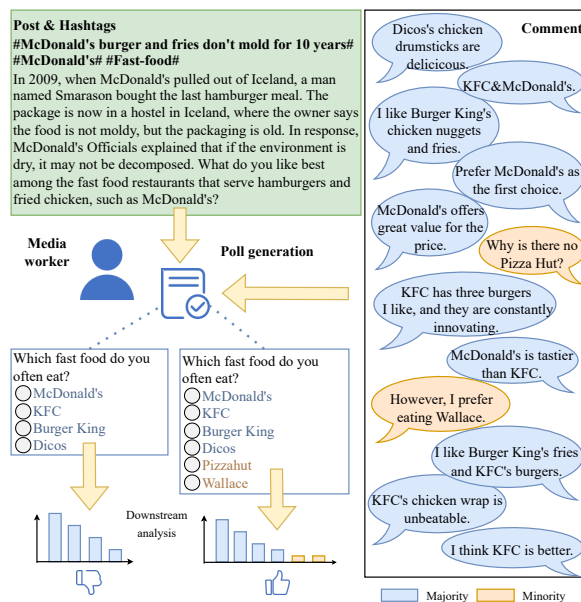 Post & Hashtags
#McDonald's burger and fries don't mold for 10 years#
#McDonald's# #Fast-food#
In 2009, when McDonald's pulled out of Iceland, a man
named Smarason bought the last hamburger meal. The
package is now in a hostel in Iceland, where the owner says
the food is not moldy, but the packaging is old. In response,
McDonald's Officials explained that if the environment is
dry, it may not be decomposed. What do you like best
among the fast food restaurants that serve hamburgers and
fried chicken, such as McDonald's?
Media
worker
Poll generation
Which fast food do you
often eat?
McDonald's
KFC
Burger King
Dicos
Which fast food do you
often eat?
McDonald's
KFC
Burger King
Dicos
Pizzahut
Wallace
Downstream
analysis
Comment
Dicos's chicken
drumsticks are
delicicous.
KFC&McDonald's.
I like Burger King's
chicken nuggets
and fries.
Prefer McDonald's as
the first choice.
McDonald's offers
great value for the
price.
Why is there no
Pizza Hut?
KFC has three burgers
I like, and they are constantly
innovating.
McDonald's is tastier
than KFC.
However, I prefer
eating Wallace.
I like Burger King's fries
and KFC's burgers.
KFC's chicken wrap is
unbeatable.
I think KFC is better.
Majority
Minority